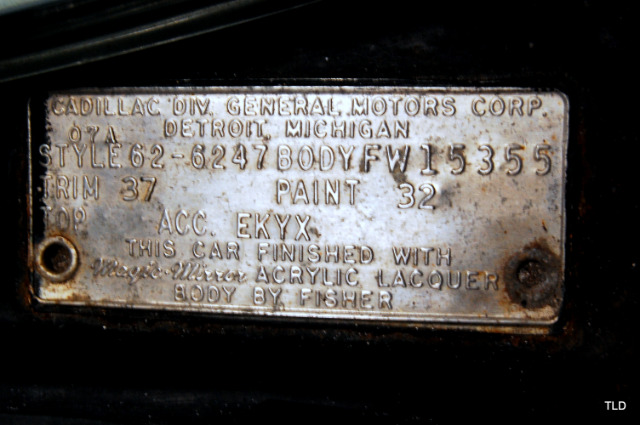 CADILLAC DIV. GENERAL MOTORS CORP.
DETROIT, MICHIGAN
07A
STYLE 62-6247 BODY FW 15355
TRIM 37 PAINT 32
TOP ACC. EKYX
THIS CAR FINISHED WITH
Magic-Mirror ACRYLIC LACQUER
BODY BY FISHER
TLD